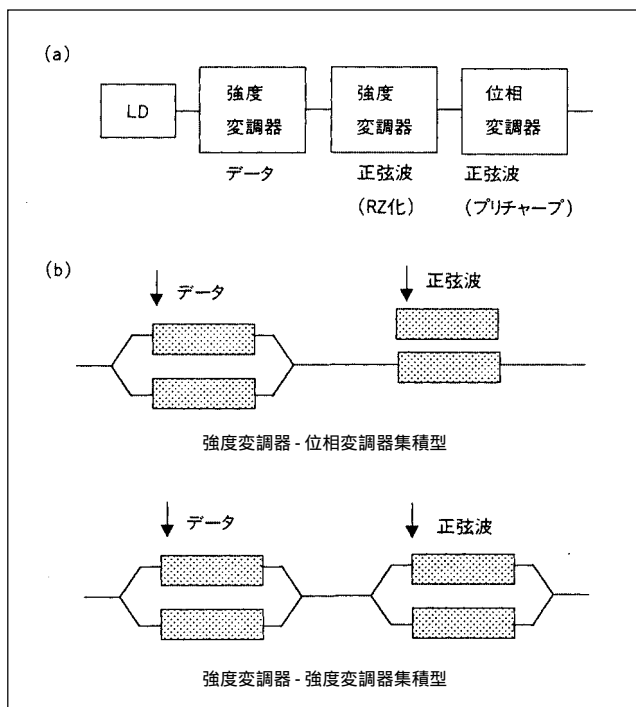 (a)
LD
強度
変調器
強度
変調器
位相
変調器
データ
正弦波
(RZ化)
正弦波
(プリチャープ)
(b)
データ
正弦波
強度変調器 - 位相変調器集積型
データ
正弦波
強度変調器 - 強度変調器集積型